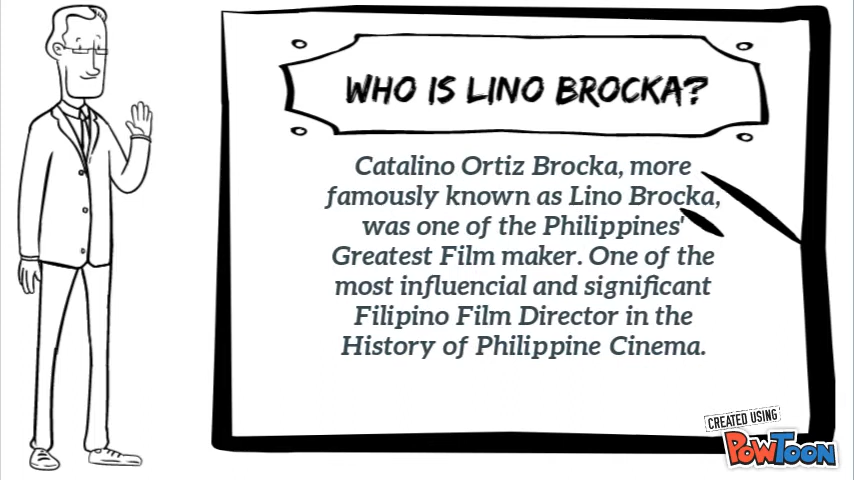 WHO IS LINO BROCKA?
Catalino Ortiz Brocka, more
famously known as Lino Brocka,
was one of the Philippines'
Greatest Film maker. One of the
most influencial and significant
Filipino Film Director in the
History of Philippine Cinema.
CREATED USING
POWTOON